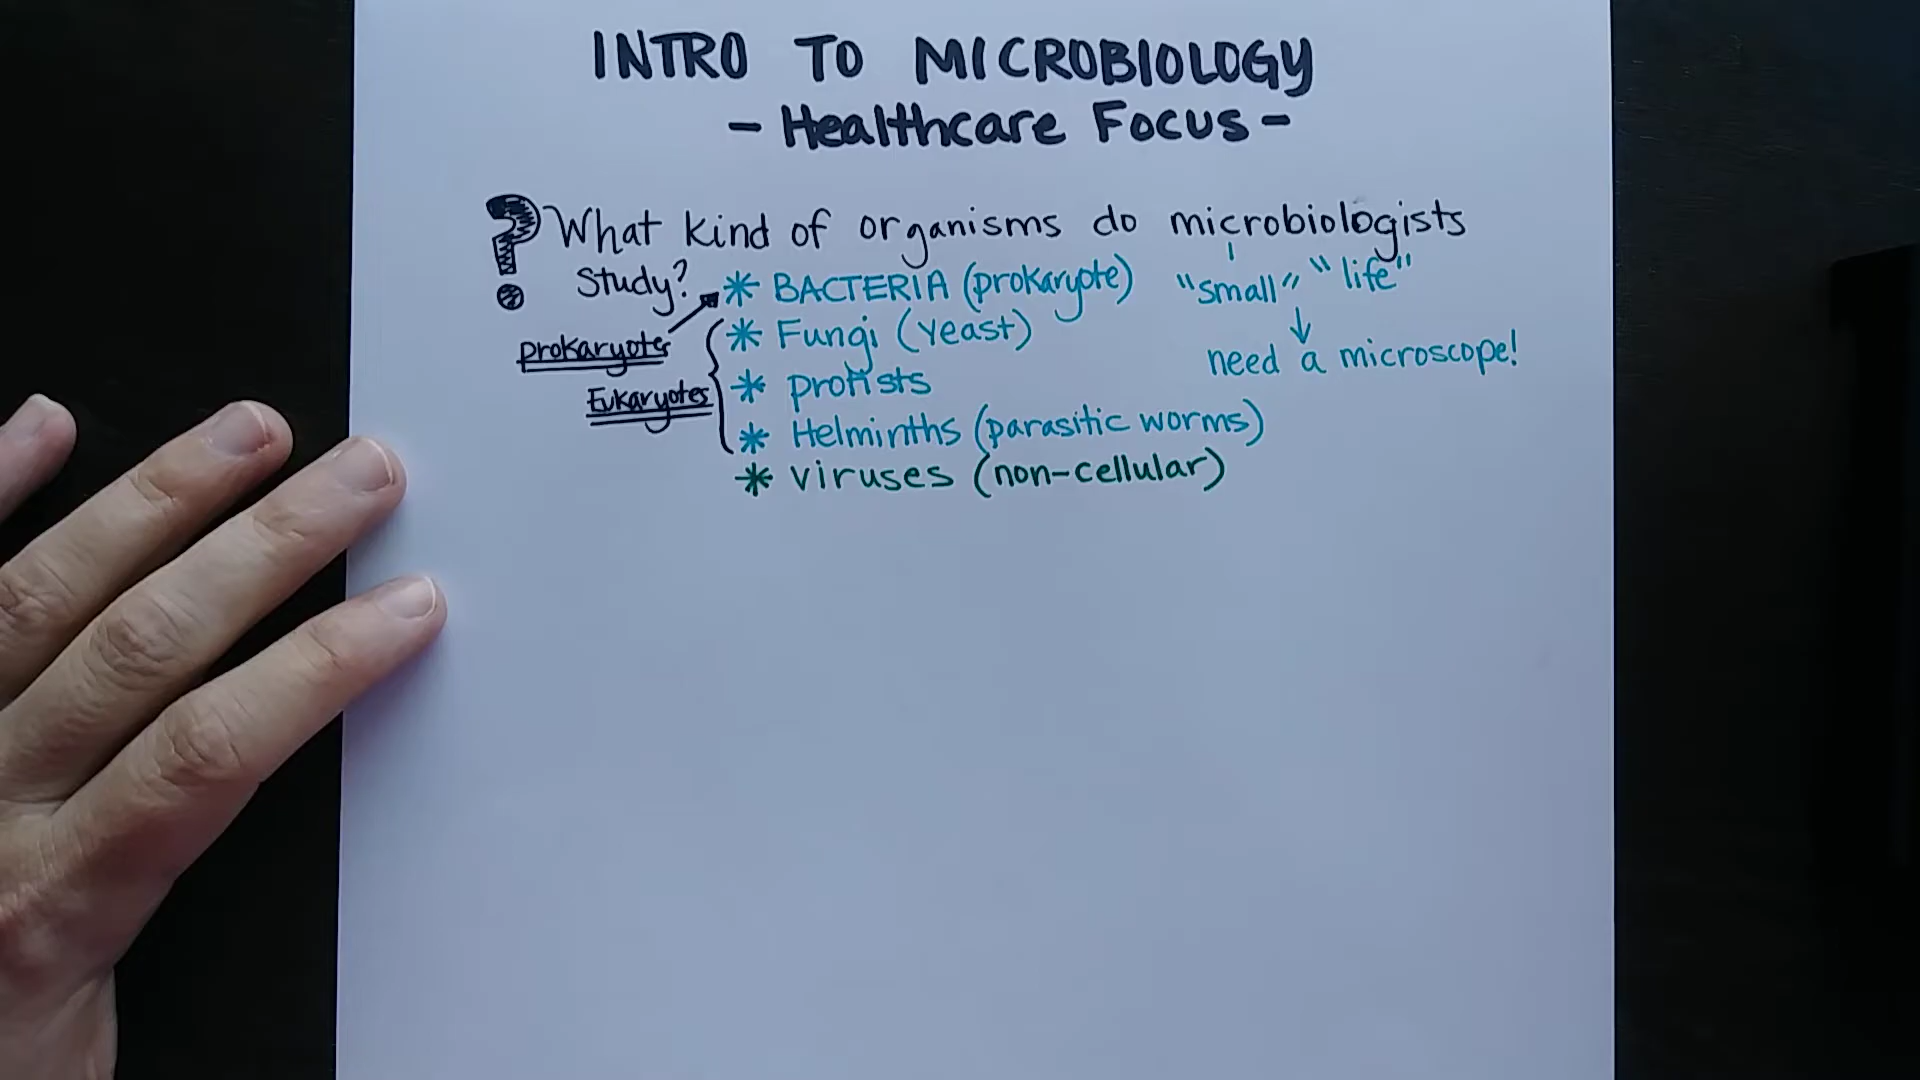 INTRO TO MICROBIOLOGY
- Healthcare Focus -
? What kind of organisms do microbiologists
Study? * BACTERIA (prokaryote) "small" "life"
prokaryotes * Fungi (yeast) need a microscope!
Eukaryotes * protists
* Helminths (parasitic worms)
* viruses (non-cellular)